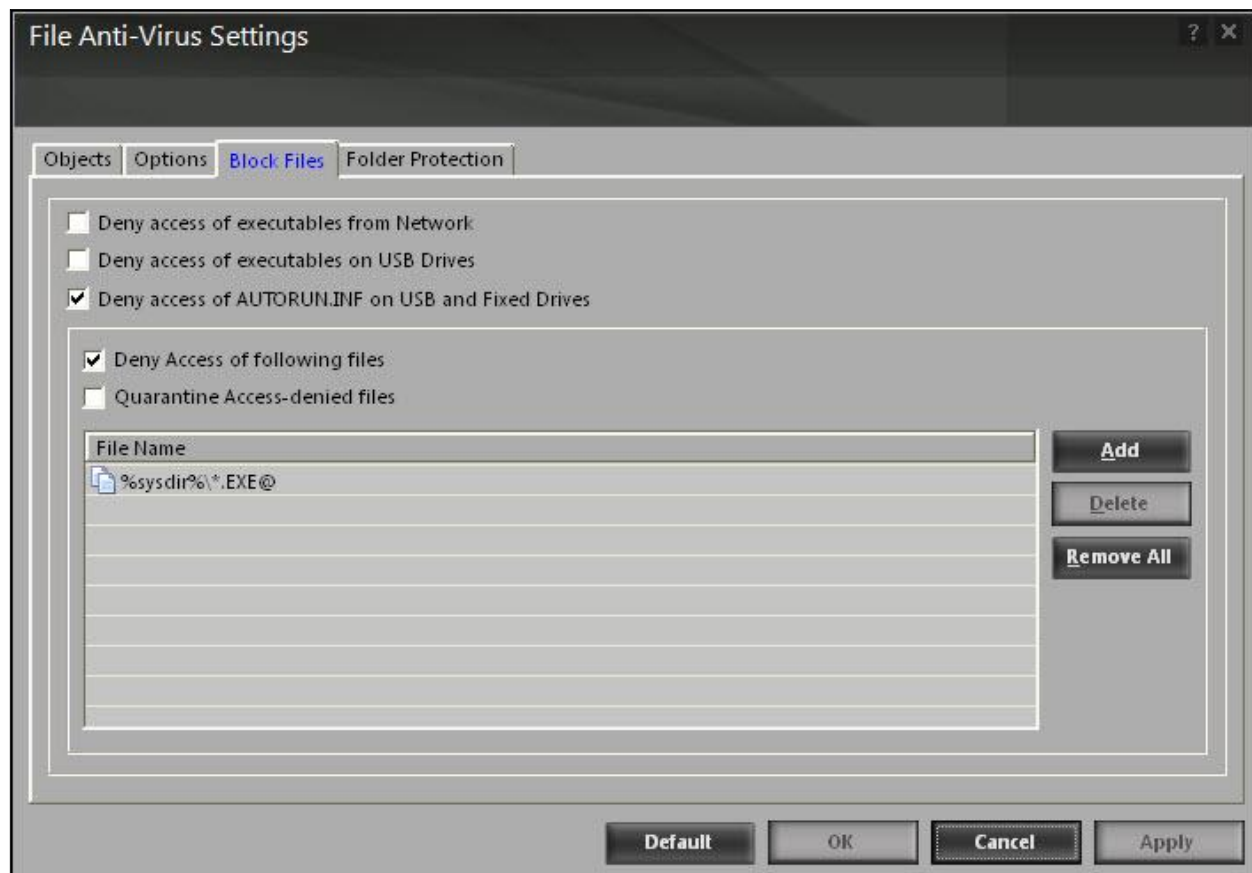 File Anti-Virus Settings
? X
Objects Options Block Files Folder Protection
Deny access of executables from Network
Deny access of executables on USB Drives
Deny access of AUTORUN.INF on USB and Fixed Drives
Deny Access of following files
Quarantine Access-denied files
File Name
%sysdir%\*.EXE@
Add
Delete
Remove All
Default OK Cancel Apply